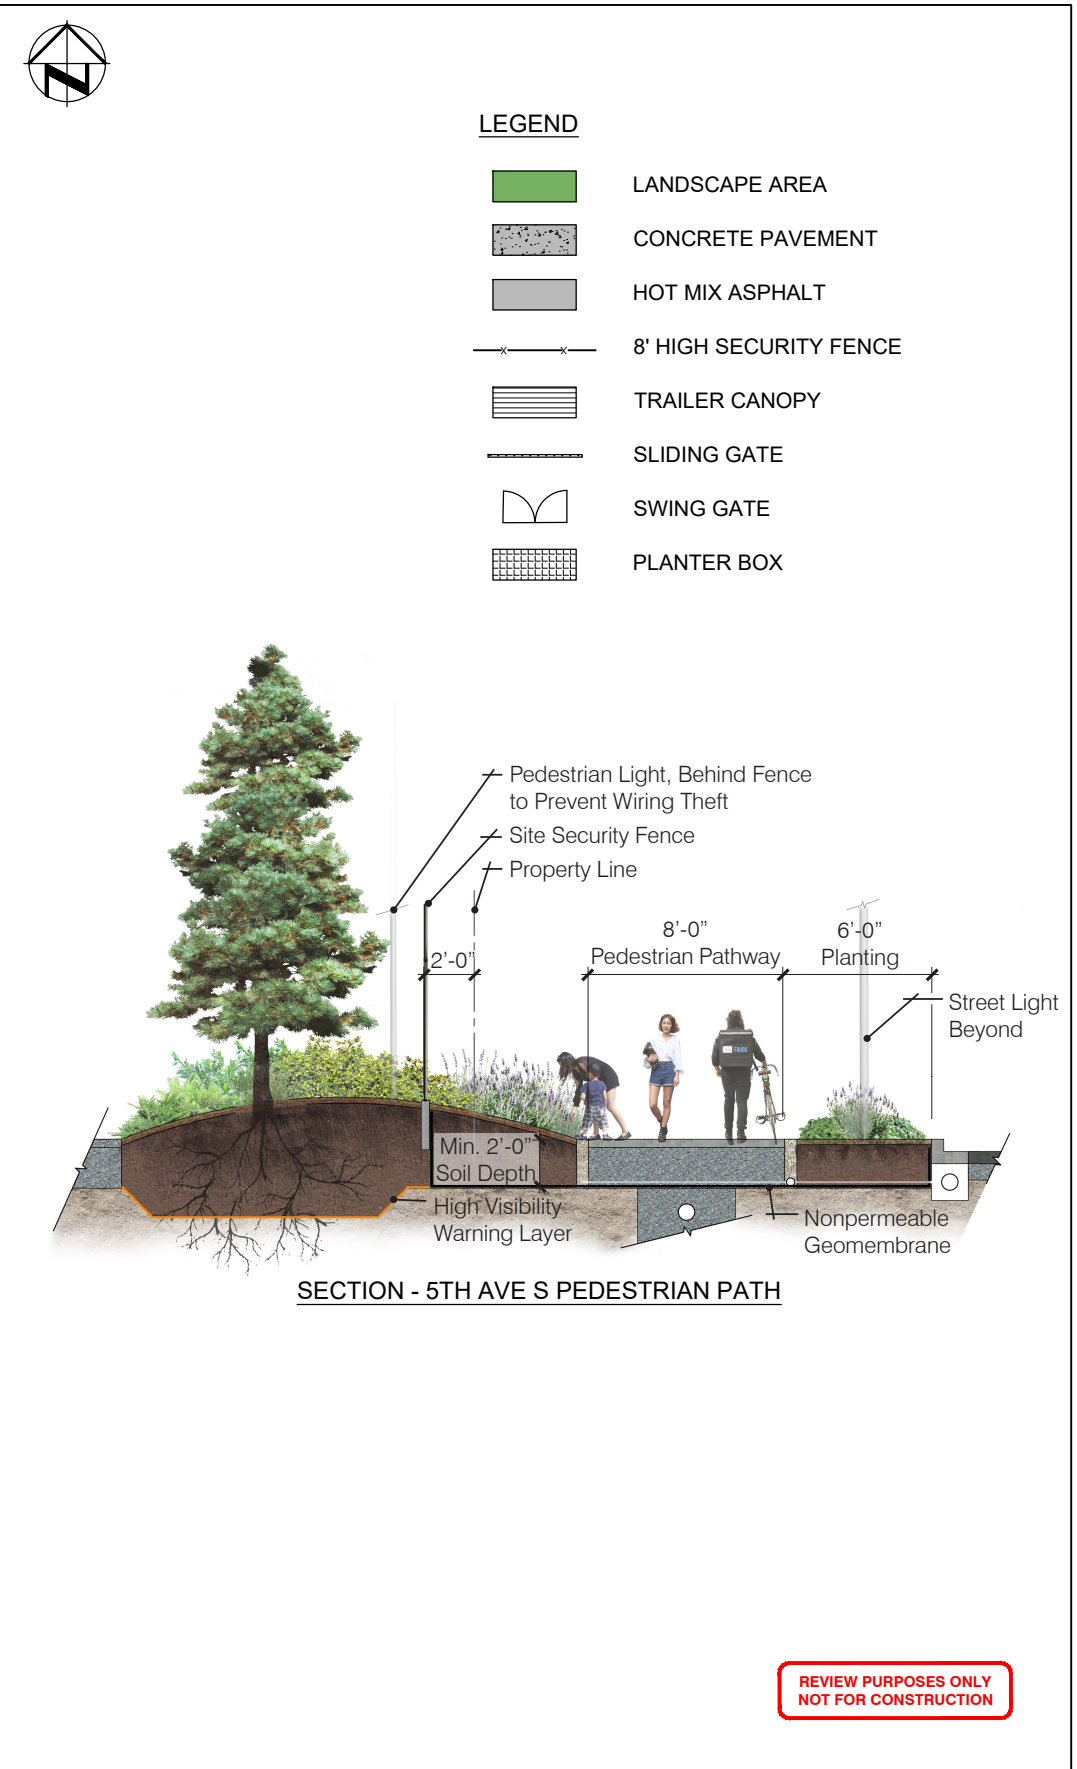 N
LEGEND
LANDSCAPE AREA
CONCRETE PAVEMENT
HOT MIX ASPHALT
8' HIGH SECURITY FENCE
TRAILER CANOPY
SLIDING GATE
SWING GATE
PLANTER BOX
Pedestrian Light, Behind Fence
to Prevent Wiring Theft
Site Security Fence
Property Line
2’-0”
8’-0”
Pedestrian Pathway
6’-0”
Planting
Street Light
Beyond
FAVOR
Min. 2’-0”
Soil Depth
High Visibility
Warning Layer
Nonpermeable
Geomembrane
SECTION - 5TH AVE S PEDESTRIAN PATH
REVIEW PURPOSES ONLY
NOT FOR CONSTRUCTION